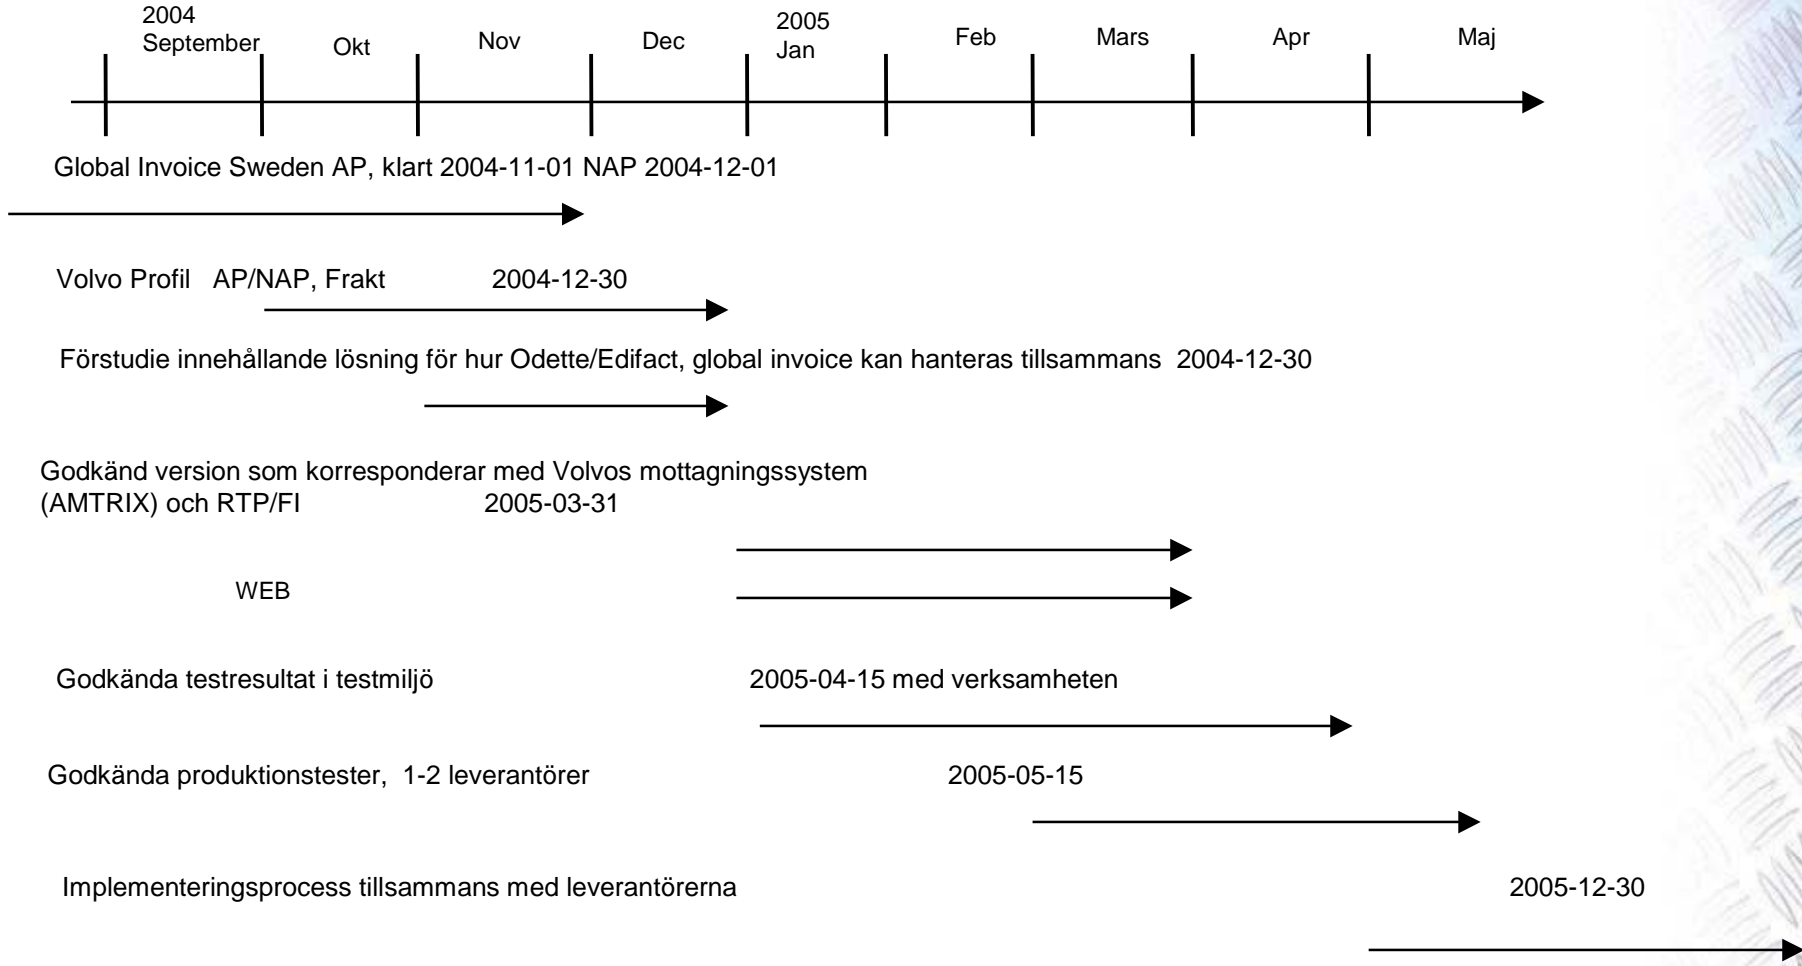 2004
September
Okt
Nov
Dec
2005
Jan
Feb
Mars
Apr
Maj
Global Invoice Sweden AP, klart 2004-11-01 NAP 2004-12-01
Volvo Profil AP/NAP, Frakt 2004-12-30
Förstudie innehållande lösning för hur Odette/Edifact, global invoice kan hanteras tillsammans 2004-12-30
Godkänd version som korresponderar med Volvos mottagningssystem
(AMTRIX) och RTP/FI 2005-03-31
WEB
Godkända testresultat i testmiljö 2005-04-15 med verksamheten
Godkända produktionstester, 1-2 leverantörer 2005-05-15
Implementeringsprocess tillsammans med leverantörerna 2005-12-30